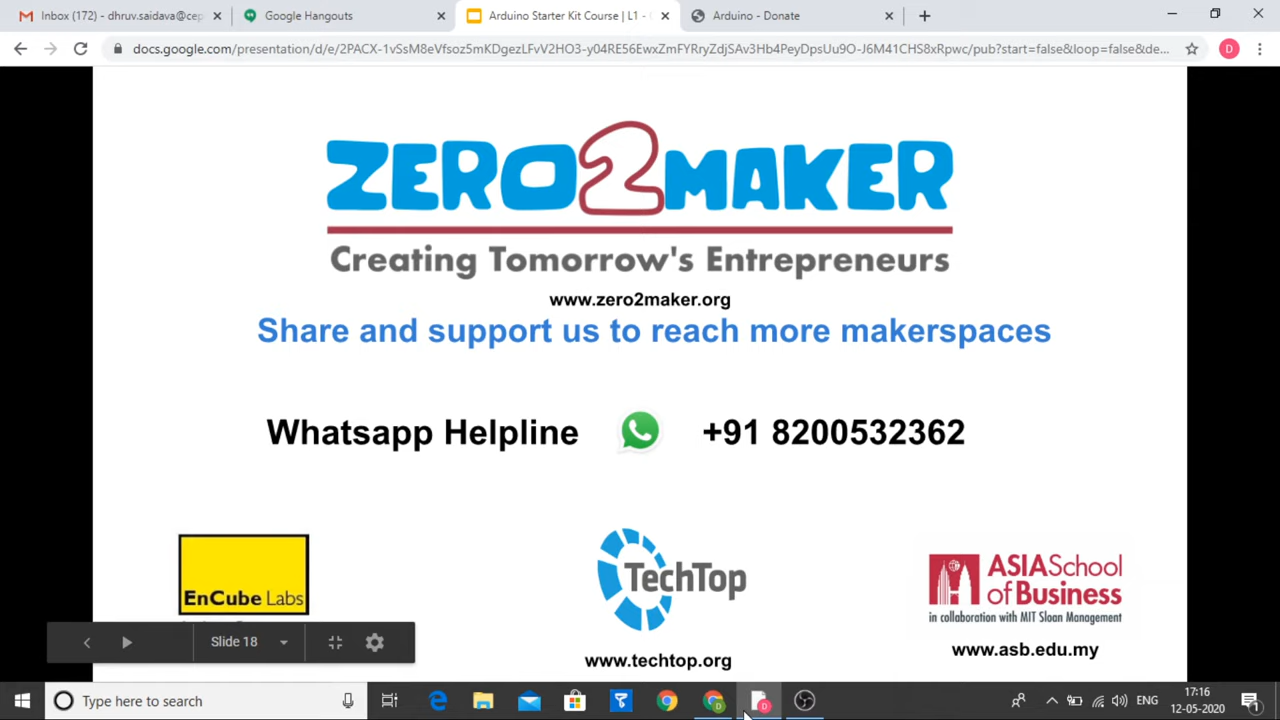 Inbox (172) - dhruv.saidava@cep
Google Hangouts
Arduino Starter Kit Course | L1 -
Arduino - Donate
docs.google.com/presentation/d/e/2PACX-1vSsM8eVfsoz5mKDgezLFvV2HO3-y04RE56EwxZmFYRryZdjSAv3Hb4PeyDpsUu9O-J6M41CHS8xRpwc/pub?start=false&loop=false&de...
D
ZERO2MAKER
Creating Tomorrow's Entrepreneurs
www.zero2maker.org
Share and support us to reach more makerspaces
Whatsapp Helpline +91 8200532362
EnCube Labs
TechTop
www.techtop.org
ASIA School
of Business
in collaboration with MIT Sloan Management
www.asb.edu.my
Slide 18
Type here to search
ENG
17:16
12-05-2020